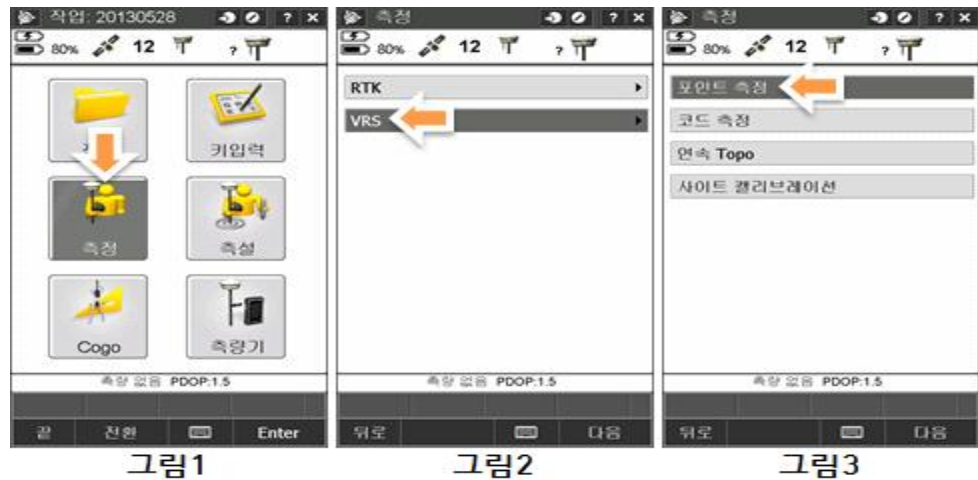 작업: 20130528
? ×
80% 12 ?
키입력
측정
측설
Cogo
측량기
측량 없음 PDOP:1.5
끝 전환 Enter
그림1
측정
? ×
80% 12 ?
RTK
VRS
측량 없음 PDOP:1.5
뒤로 다음
그림2
측정
? ×
80% 12 ?
포인트 측정
코드 측정
연속 Topo
사이트 캘리브레이션
측량 없음 PDOP:1.5
뒤로 다음
그림3